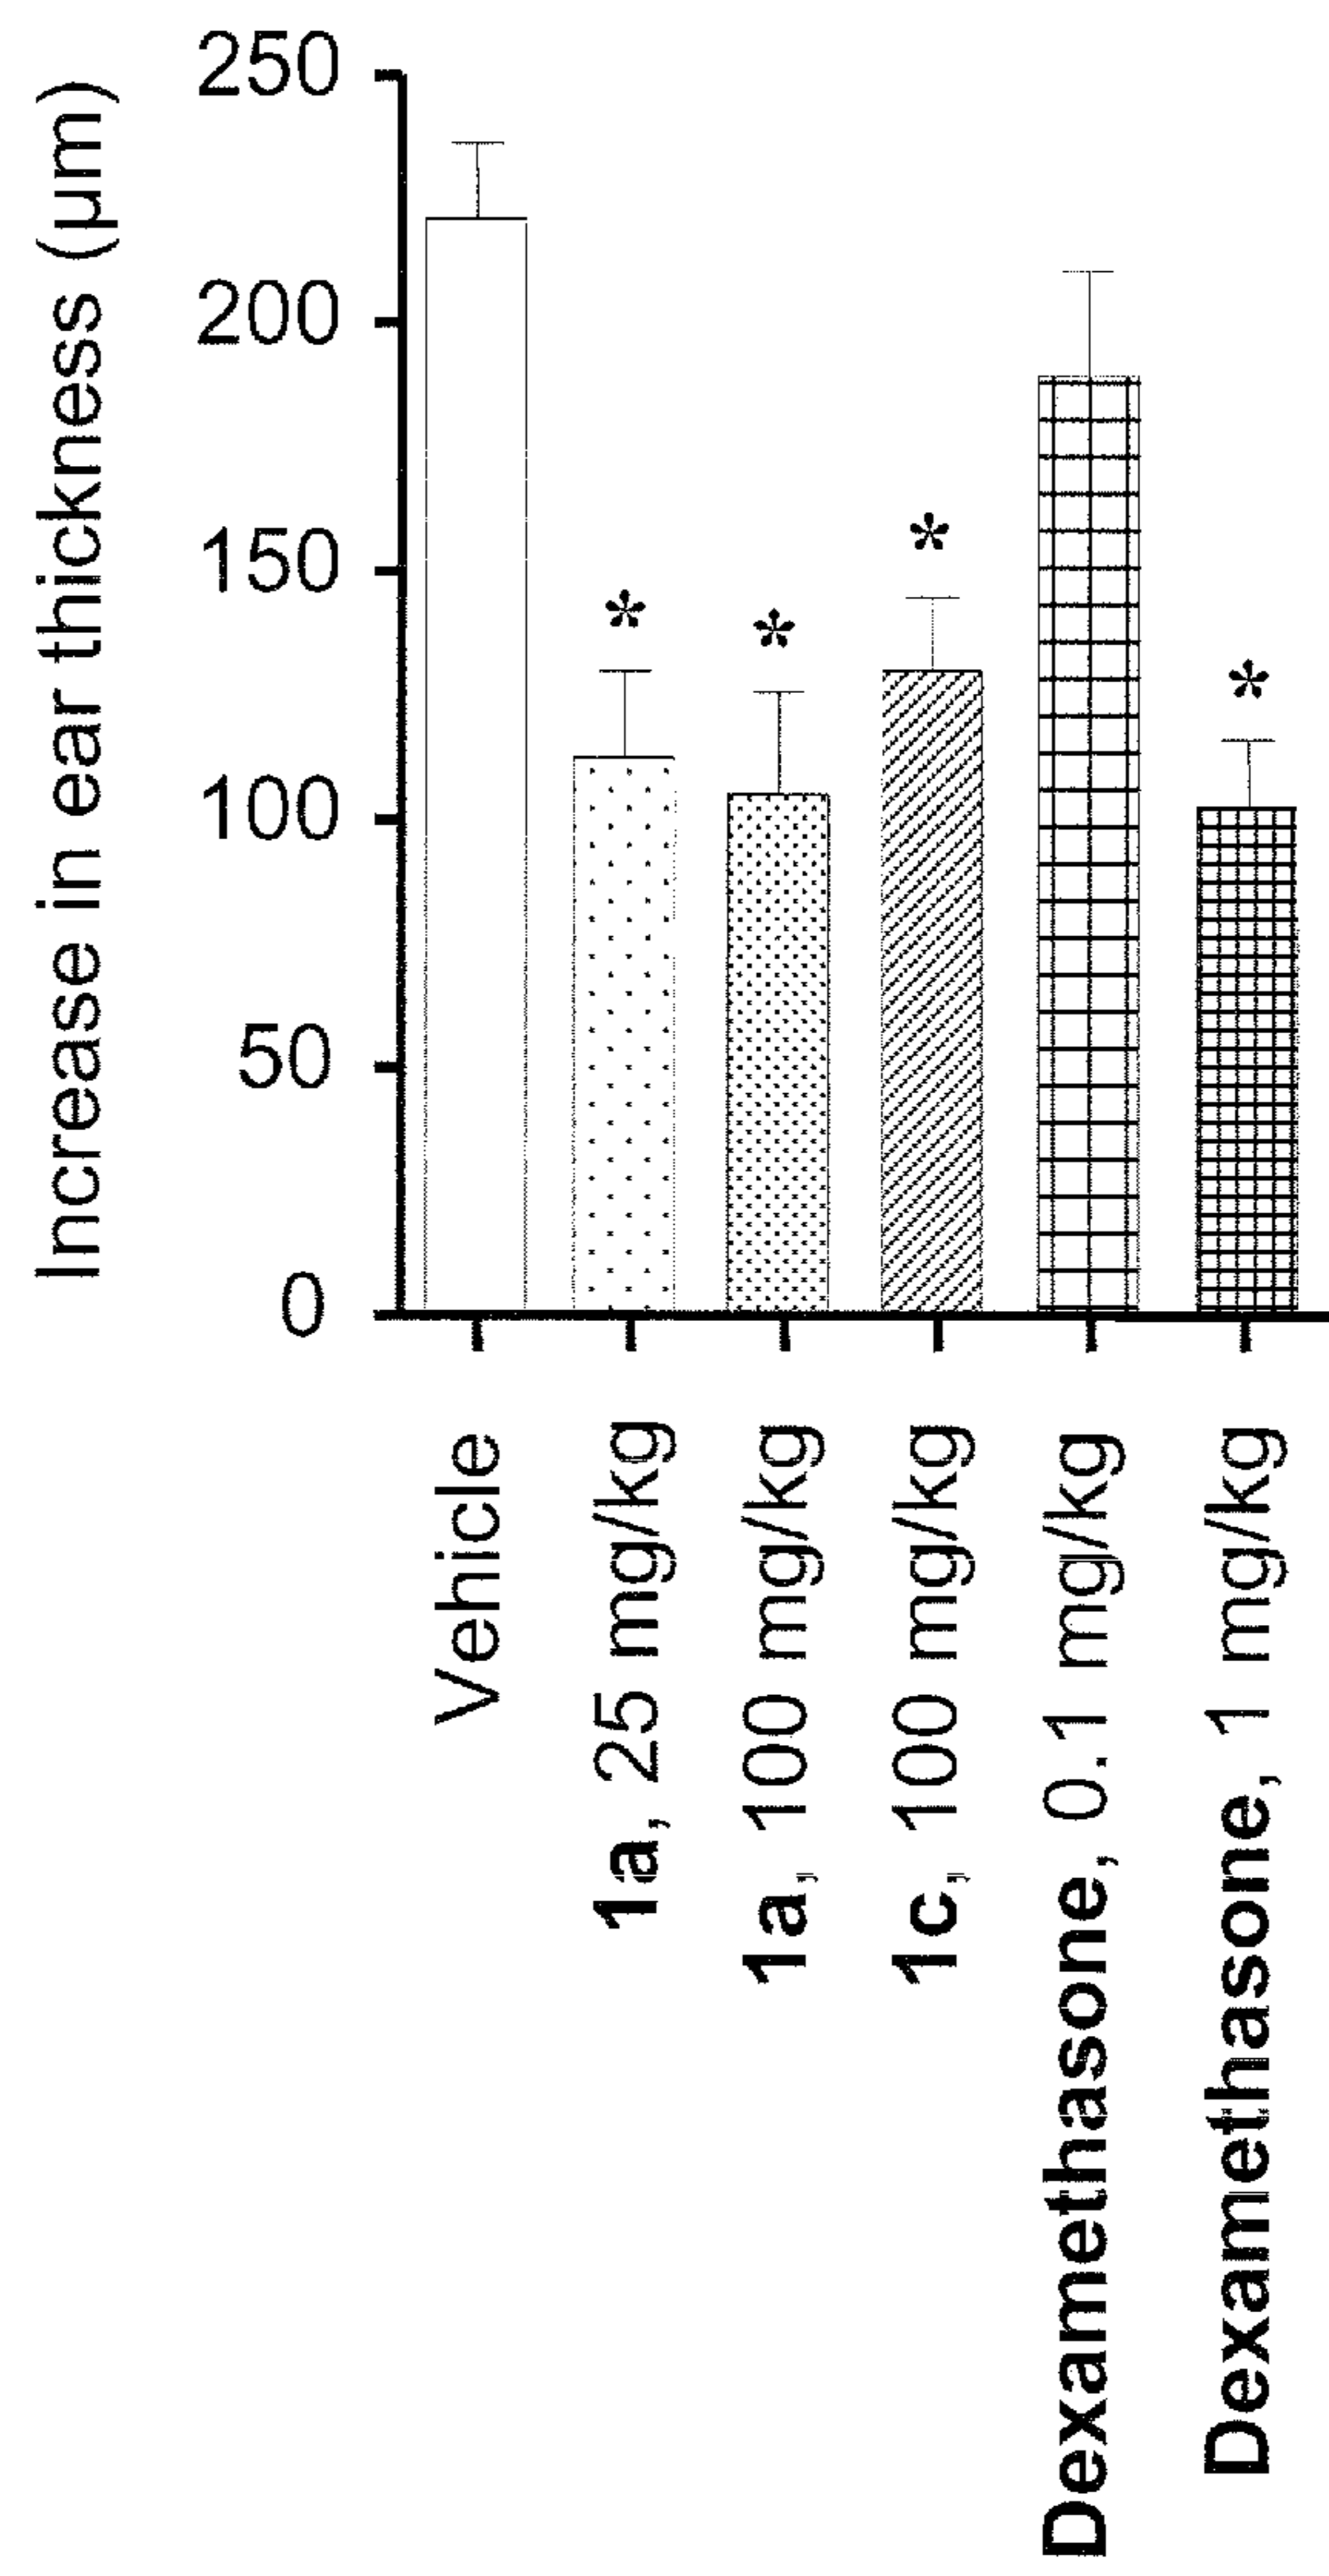 Increase in ear thickness (µm)
250
200
150
100
50
0
*
*
*
*
Vehicle
1a, 25 mg/kg
1a, 100 mg/kg
1c, 100 mg/kg
Dexamethasone, 0.1 mg/kg
Dexamethasone, 1 mg/kg